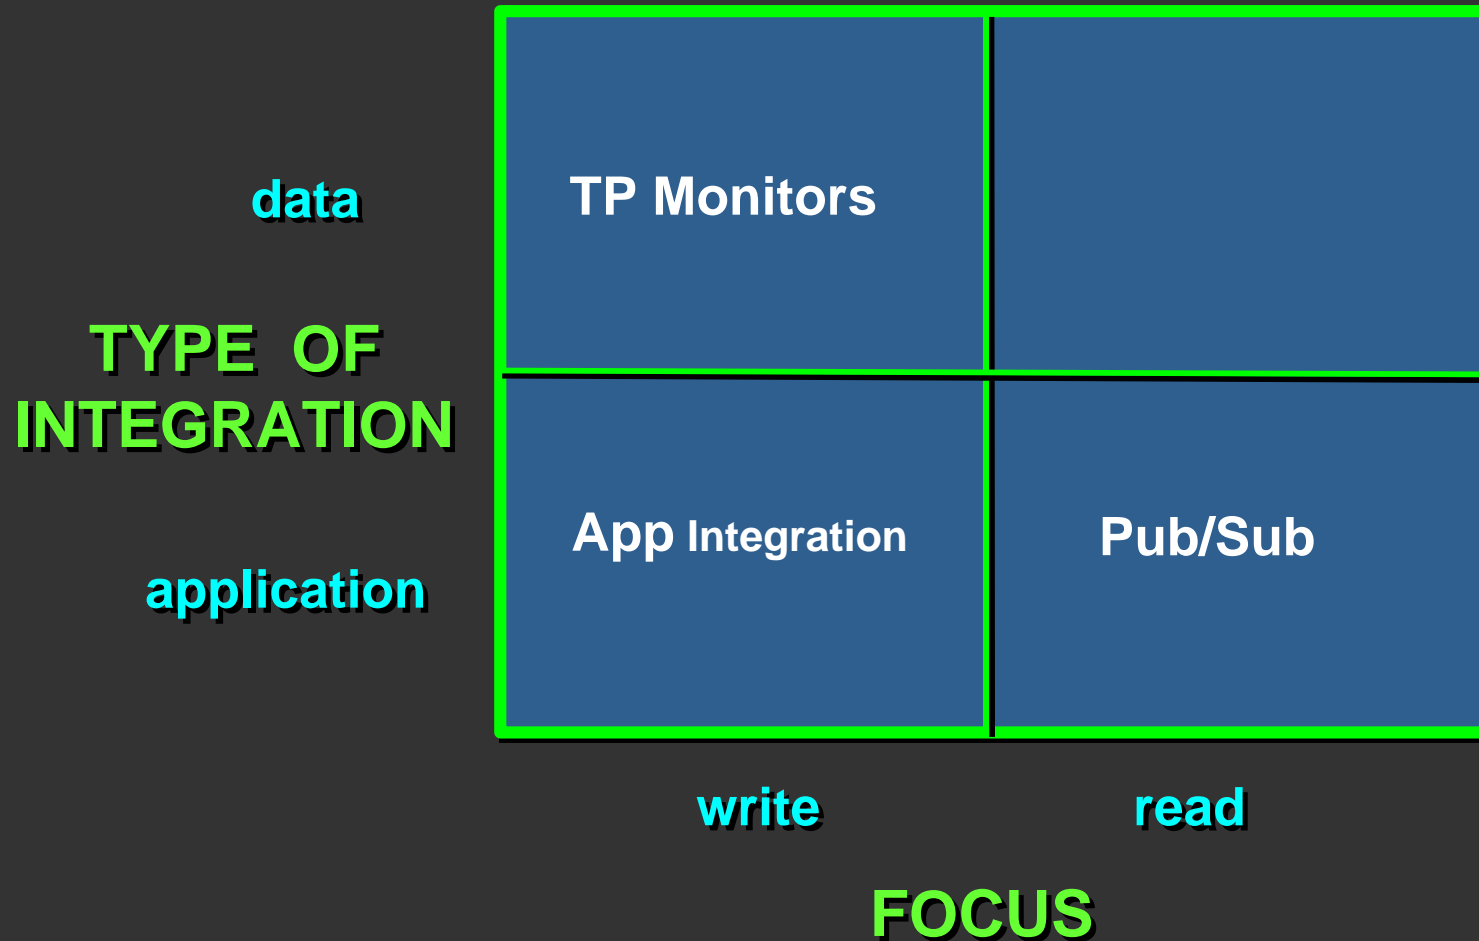 data
TP Monitors
TYPE OF
INTEGRATION
App Integration
Pub/Sub
application
write
read
FOCUS